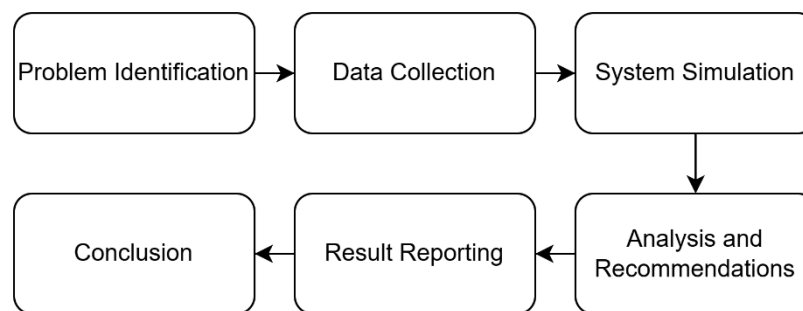 Problem Identification
Data Collection
System Simulation
Analysis and
Recommendations
Result Reporting
Conclusion